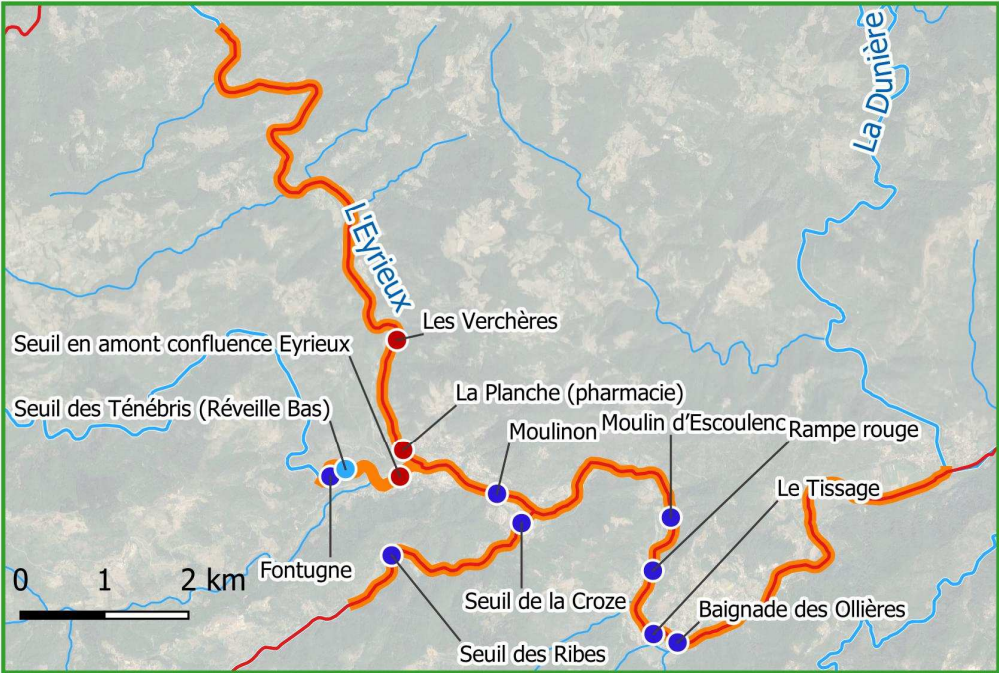 La Dunière
L'Eyrieux
Les Verchères
Seuil en amont confluence Eyrieux
La Planche (pharmacie)
Seuil des Ténébris (Réveille Bas)
Moulinon
Moulin d’Escoulenc
Rampe rouge
Le Tissage
Fontugne
0 1 2 km
Seuil de la Croze
Baignade des Ollières
Seuil des Ribes